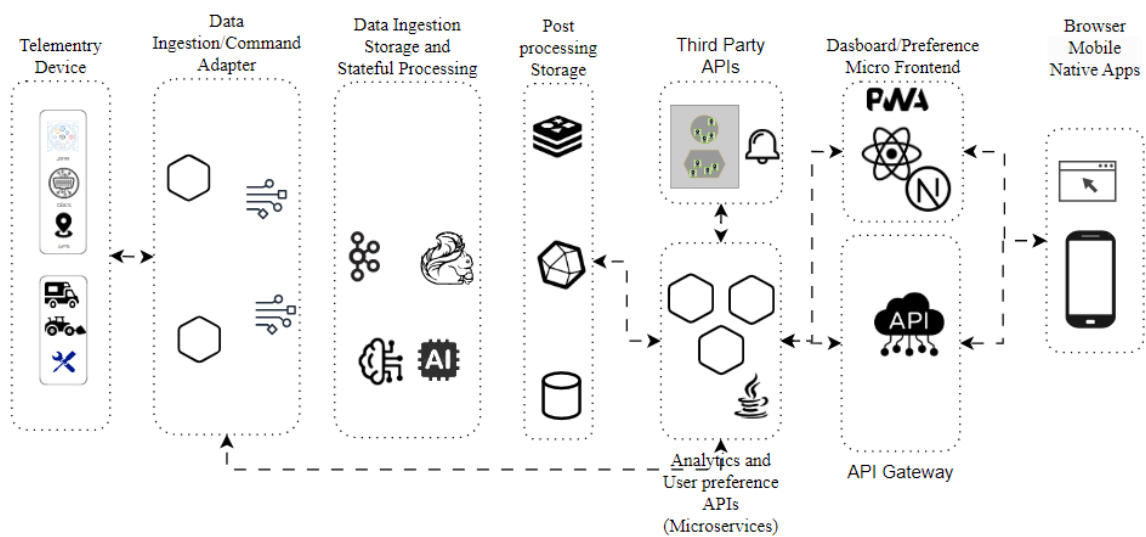 Telementry
Device
Data
Ingestion/Command
Adapter
Data Ingestion
Storage and
Stateful Processing
Post
processing
Storage
Third Party
APIs
Dasboard/Preference
Micro Frontend
Browser
Mobile
Native Apps
PWA
N
GPS
AI
API
API Gateway
Analytics and
User preference
APIs
(Microservices)